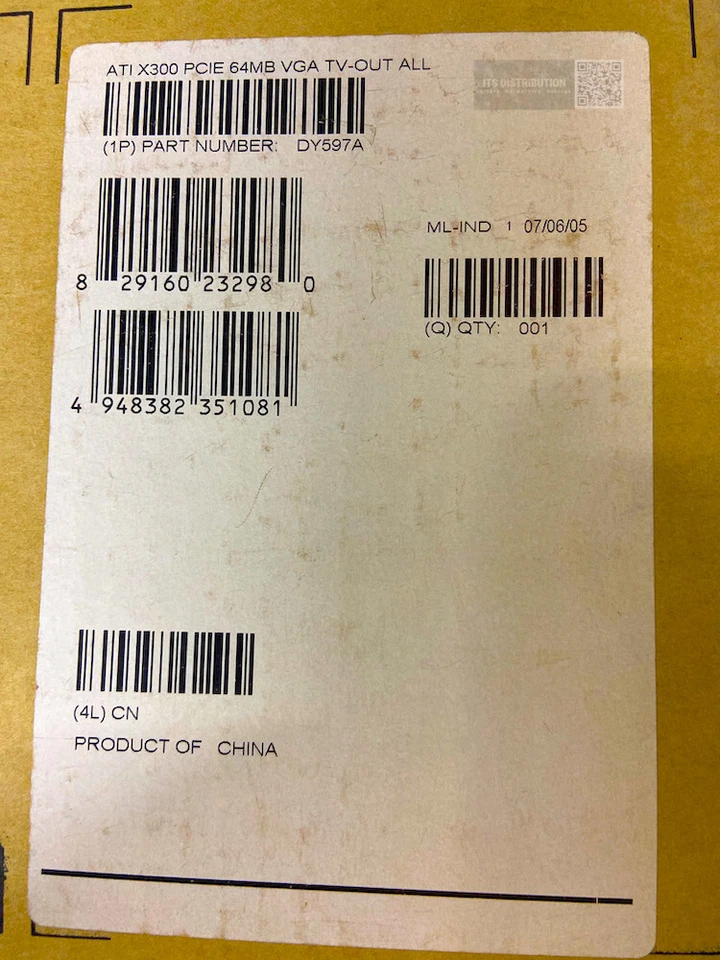 ATI X300 PCIE 64MB VGA TV-OUT ALL
ITS DISTRIBUTION
(1P) PART NUMBER: DY597A
8 29160 23298 0
ML-IND 1 07/06/05
(Q) QTY: 001
4 948382 351081
(4L) CN
PRODUCT OF CHINA